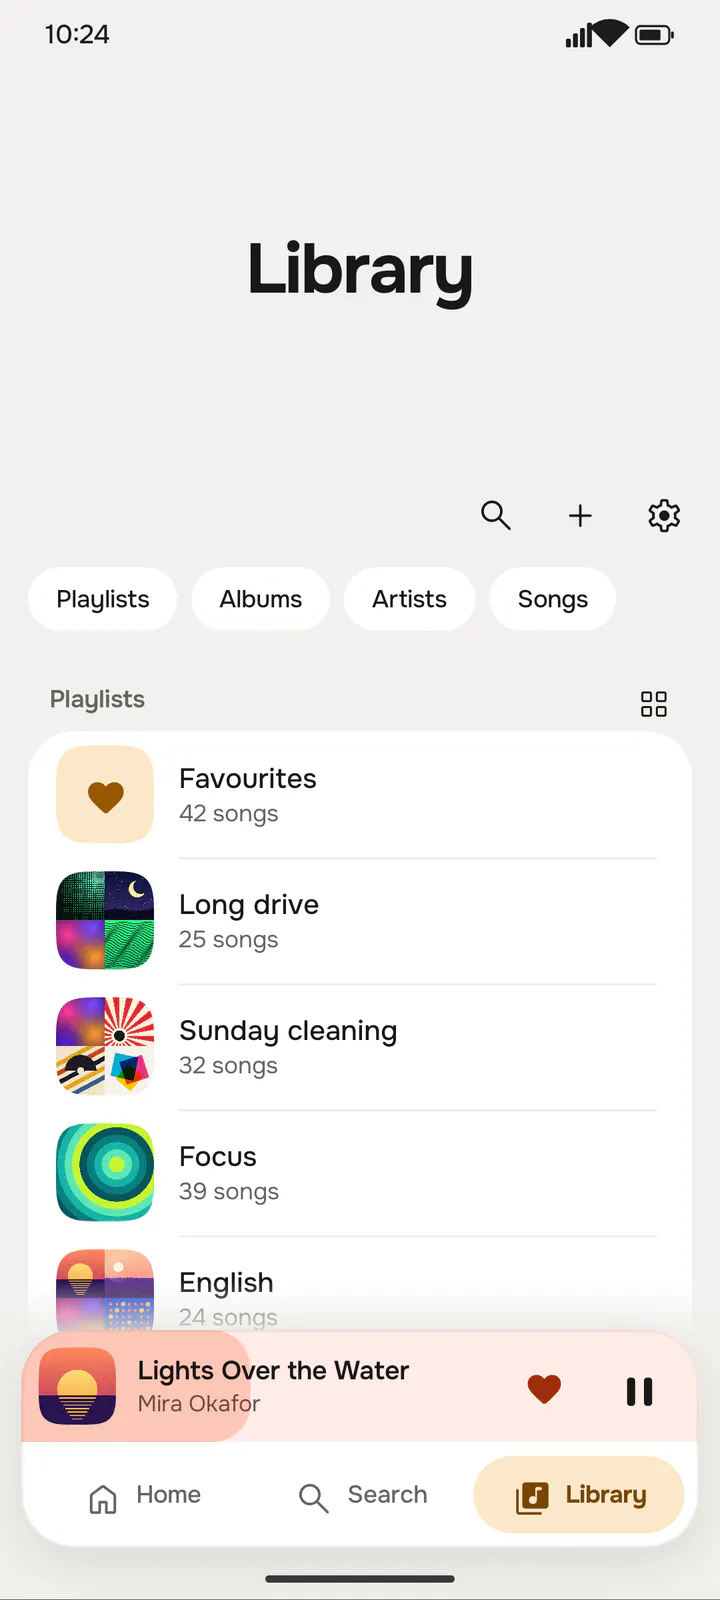 10:24
Library
Playlists Albums Artists Songs
Playlists
Favourites
42 songs
Long drive
25 songs
Sunday cleaning
32 songs
Focus
39 songs
English
24 songs
Lights Over the Water
Mira Okafor
Home Search Library